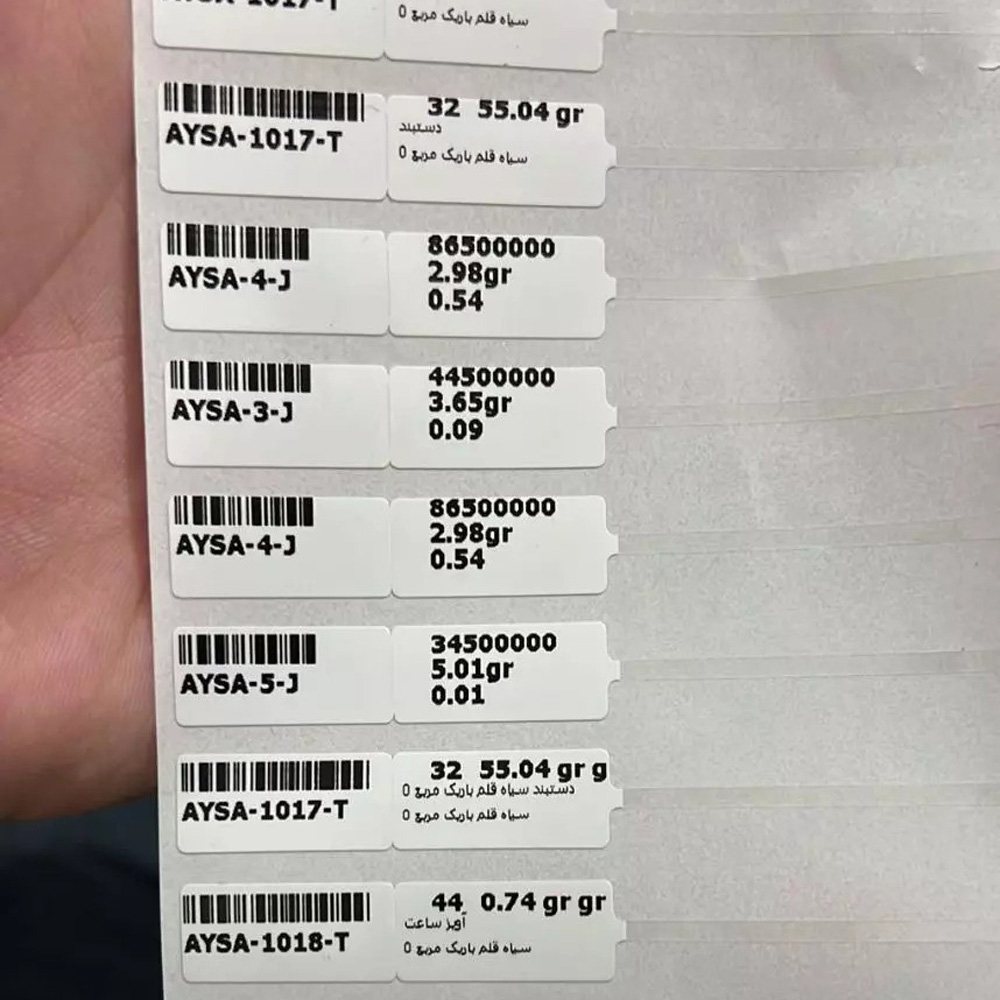 سیاه قلم باریک مربع 0
AYSA-1017-T
32 55.04 gr
دستبند
سیاه قلم باریک مربع 0
AYSA-4-J
86500000
2.98gr
0.54
AYSA-3-J
44500000
3.65gr
0.09
AYSA-4-J
86500000
2.98gr
0.54
AYSA-5-J
34500000
5.01gr
0.01
AYSA-1017-T
32 55.04 gr g
دستبند سیاه قلم باریک مربع 0
سیاه قلم باریک مربع 0
AYSA-1018-T
44 0.74 gr gr
آویز ساعت
سیاه قلم باریک مربع 0